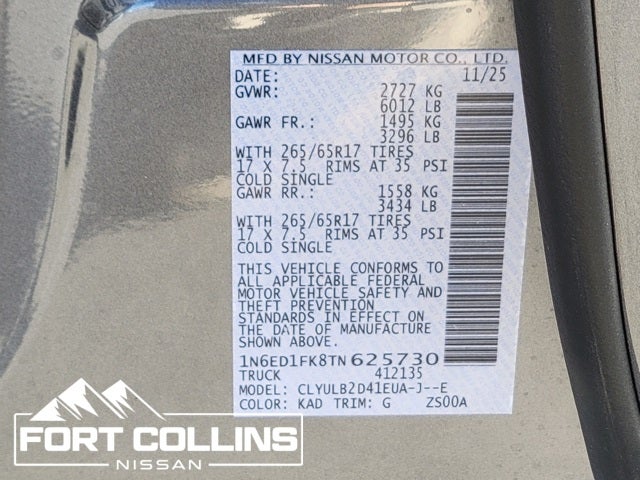 MFD BY NISSAN MOTOR CO., LTD.
DATE: 11/25
GVWR: 2727 KG
6012 LB
GAWR FR.: 1495 KG
3296 LB
WITH 265/65R17 TIRES
17 X 7.5 RIMS AT 35 PSI
COLD SINGLE
GAWR RR.: 1558 KG
3434 LB
WITH 265/65R17 TIRES
17 X 7.5 RIMS AT 35 PSI
COLD SINGLE
THIS VEHICLE CONFORMS TO
ALL APPLICABLE FEDERAL
MOTOR VEHICLE SAFETY AND
THEFT PREVENTION
STANDARDS IN EFFECT ON
THE DATE OF MANUFACTURE
SHOWN ABOVE.
1N6ED1FK8TN625730
TRUCK 412135
MODEL: CLYULB2D41EUA-J--E
COLOR: KAD TRIM: G ZS00A
FORT COLLINS
NISSAN